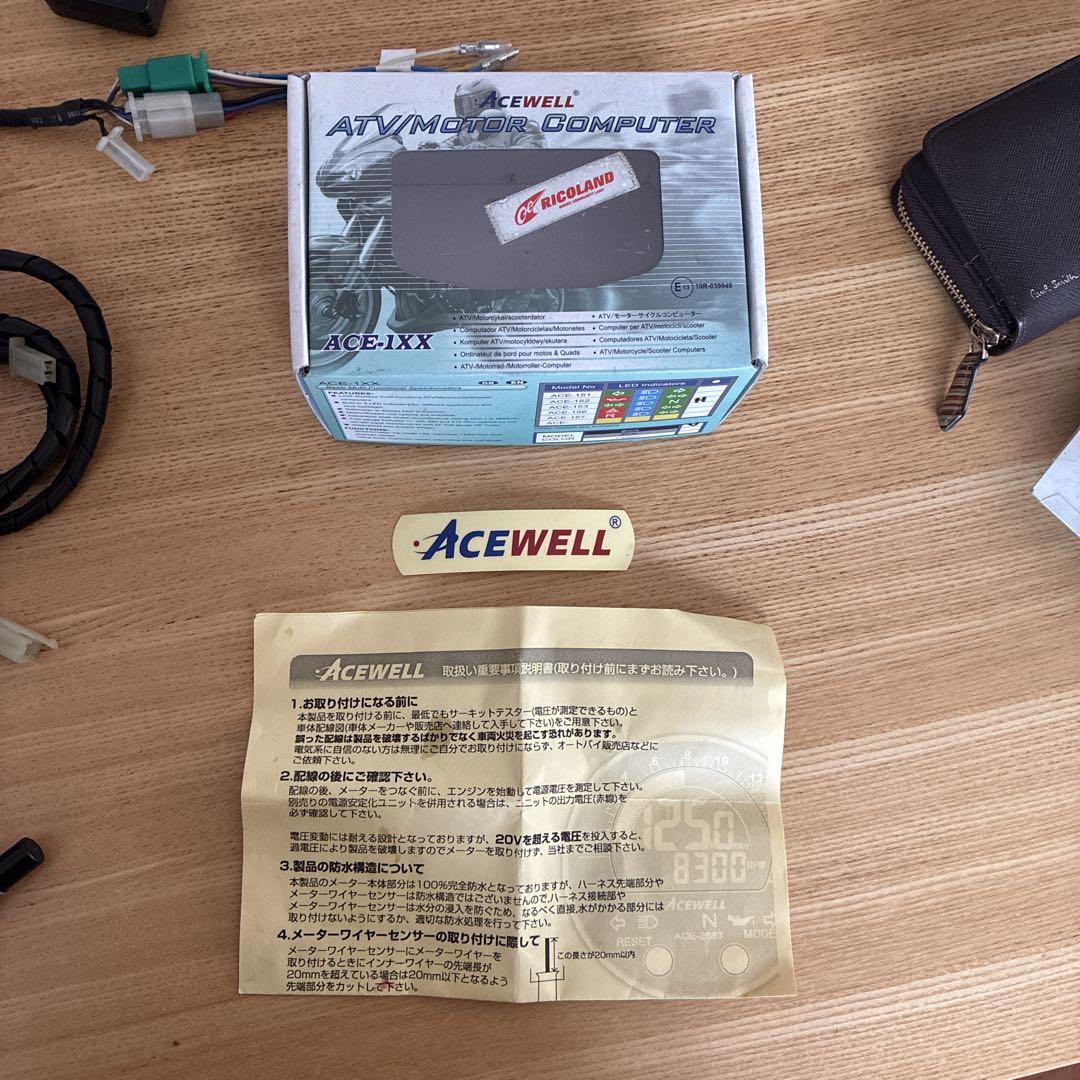 ACEWELL®
ATV/MOTOR COMPUTER
RICOLAND
E13 10R-039949
• ATV/Motorcykel/scooterdator
• Computador ATV/Motorcicletas/Motonetes
• Komputer ATV/motocyklowy/skutera
• Ordinateur de bord pour motos & Quads
• ATV-/Motorrad-/Motorroller-Computer
• ATV/モーターサイクルコンピューター
• Computer per ATV/motocicli/scooter
• Computadores ATV/Motocicleta/Scooter
• ATV/Motorcycle/Scooter Computers
ACE-1XX
ACE-1XX
GB EN
Basic Multi-Functional Speedometers
FEATURES:
Model No LED Indicators
ACE-151
ACE-152 N
ACE-153
ACE-156
ACE-157 R
ACE-
MODEL
COLOR
Paul Smith
ACEWELL®
ACEWELL 取扱い重要事項説明書(取り付け前にまずお読み下さい。)
1.お取り付けになる前に
本製品を取り付ける前に、最低でもサーキットテスター(電圧が測定できるもの)と
車体配線図(車体メーカーや販売店へ連絡して入手して下さい)をご用意下さい。
誤った配線は製品を破壊するばかりでなく車両火災を起こす恐れがあります。
電気系に自信のない方は無理にご自分でお取り付けにならず、オートバイ販売店などに
ご依頼下さい。
2.配線の後にご確認下さい。
配線の後、メーターをつなぐ前に、エンジンを始動して電源電圧を測定して下さい。
別売りの電源安定化ユニットを併用される場合は、ユニットの出力電圧(赤線)を
必ず確認して下さい。
電圧変動には耐える設計となっておりますが、20Vを超える電圧を投入すると、
過電圧により製品を破壊しますのでメーターを取り付けず、当社までご相談下さい。
3.製品の防水構造について
本製品のメーター本体部分は100%完全防水となっておりますが、ハーネス先端部分や
メーターワイヤーセンサーは防水構造ではございませんので、ハーネス接続部や
メーターワイヤーセンサーは水分の浸入を防ぐため、なるべく直接、水がかかる部分には
取り付けないようにするか、適切な防水処理を行って下さい。
4.メーターワイヤーセンサーの取り付けに際して
メーターワイヤーセンサーにメーターワイヤーを
取り付けるときにインナーワイヤーの先端長が
20mmを超えている場合は20mm以下となるよう
先端部分をカットして下さい。
この長さが20mm以内
4 6 8 10 12
125.0
8300 RPM
ACEWELL
N
RESET ACE-2853 MODE